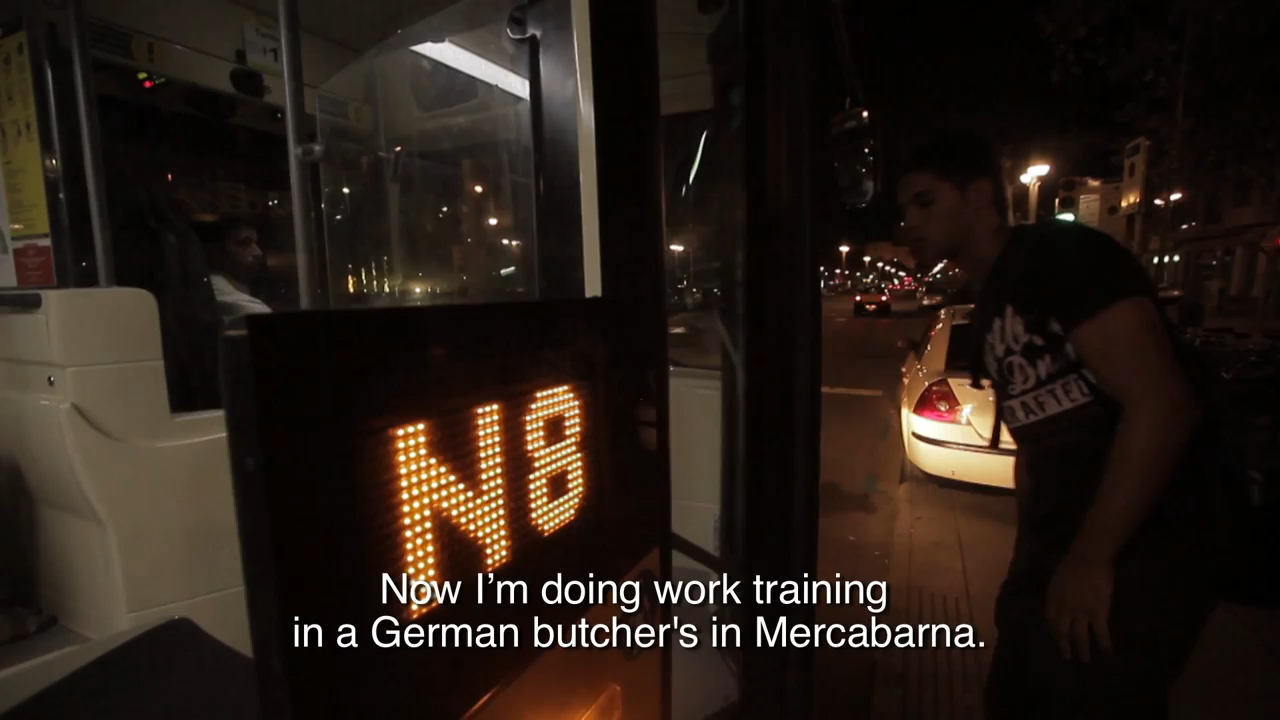 N8
Now I'm doing work training
in a German butcher's in Mercabarna.